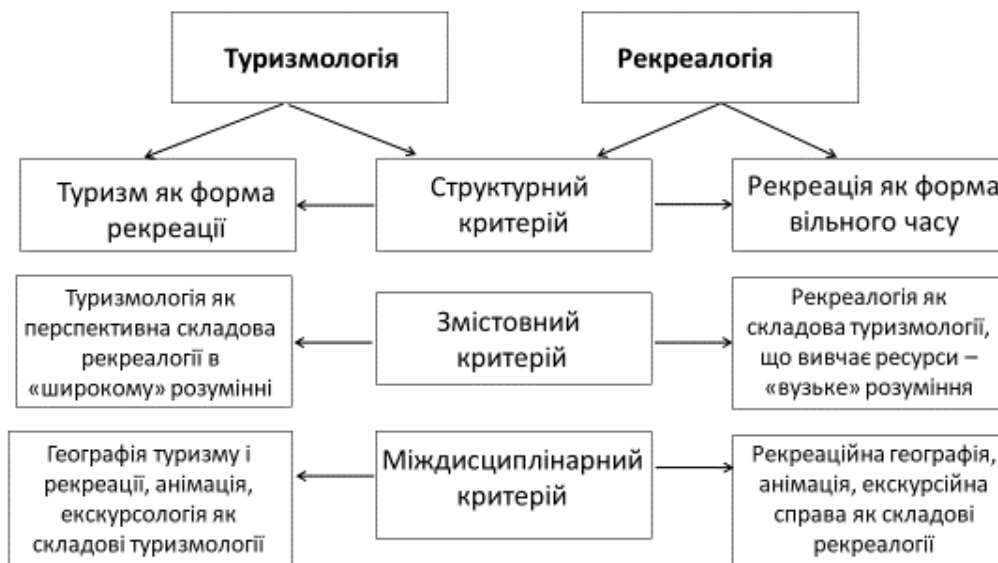 Туризмологія
Рекреалогія
Туризм як форма
рекреації
Структурний
критерій
Рекреація як форма
вільного часу
Туризмологія як
перспективна складова
рекреалогії в
«широкому» розумінні
Змістовний
критерій
Рекреалогія як
складова туризмології,
що вивчає ресурси –
«вузьке» розуміння
Географія туризму і
рекреації, анімація,
екскурсологія як
складові туризмології
Міждисциплінарний
критерій
Рекреаційна географія,
анімація, екскурсійна
справа як складові
рекреалогії